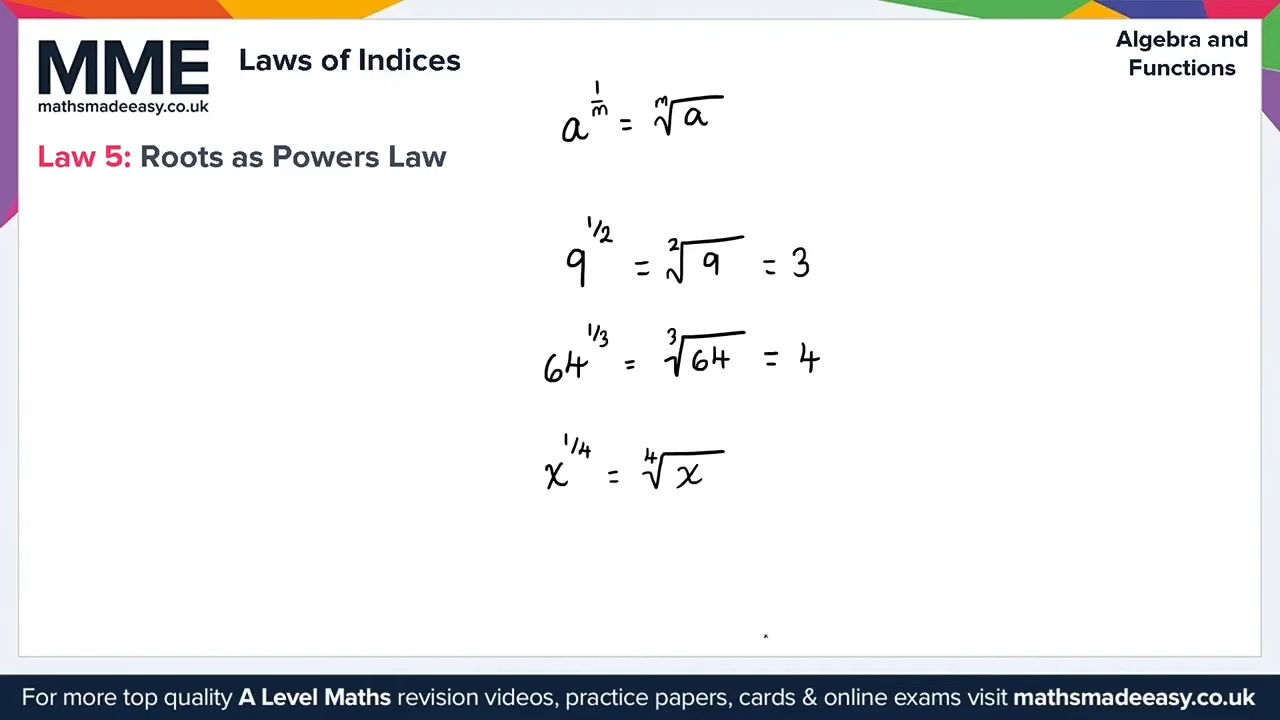 MME
mathsmadeeasy.co.uk
Laws of Indices
Algebra and
Functions
Law 5: Roots as Powers Law
a^{1/m} = ᵐ√a
9^{1/2} = ²√9 = 3
64^{1/3} = ³√64 = 4
x^{1/4} = ⁴√x
For more top quality A Level Maths revision videos, practice papers, cards & online exams visit mathsmadeeasy.co.uk